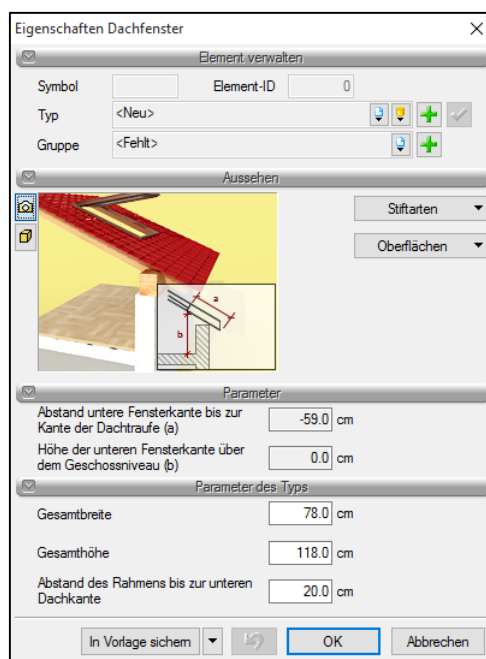 Eigenschaften Dachfenster
Element verwalten
Symbol Element-ID 0
Typ <Neu>
Gruppe <Fehlt>
Aussehen
Stiftarten
Oberflächen
a
b
Parameter
Abstand untere Fensterkante bis zur
Kante der Dachtraufe (a) -59.0 cm
Höhe der unteren Fensterkante über
dem Geschossniveau (b) 0.0 cm
Parameter des Typs
Gesamtbreite 78.0 cm
Gesamthöhe 118.0 cm
Abstand des Rahmens bis zur unteren
Dachkante 20.0 cm
In Vorlage sichern OK Abbrechen